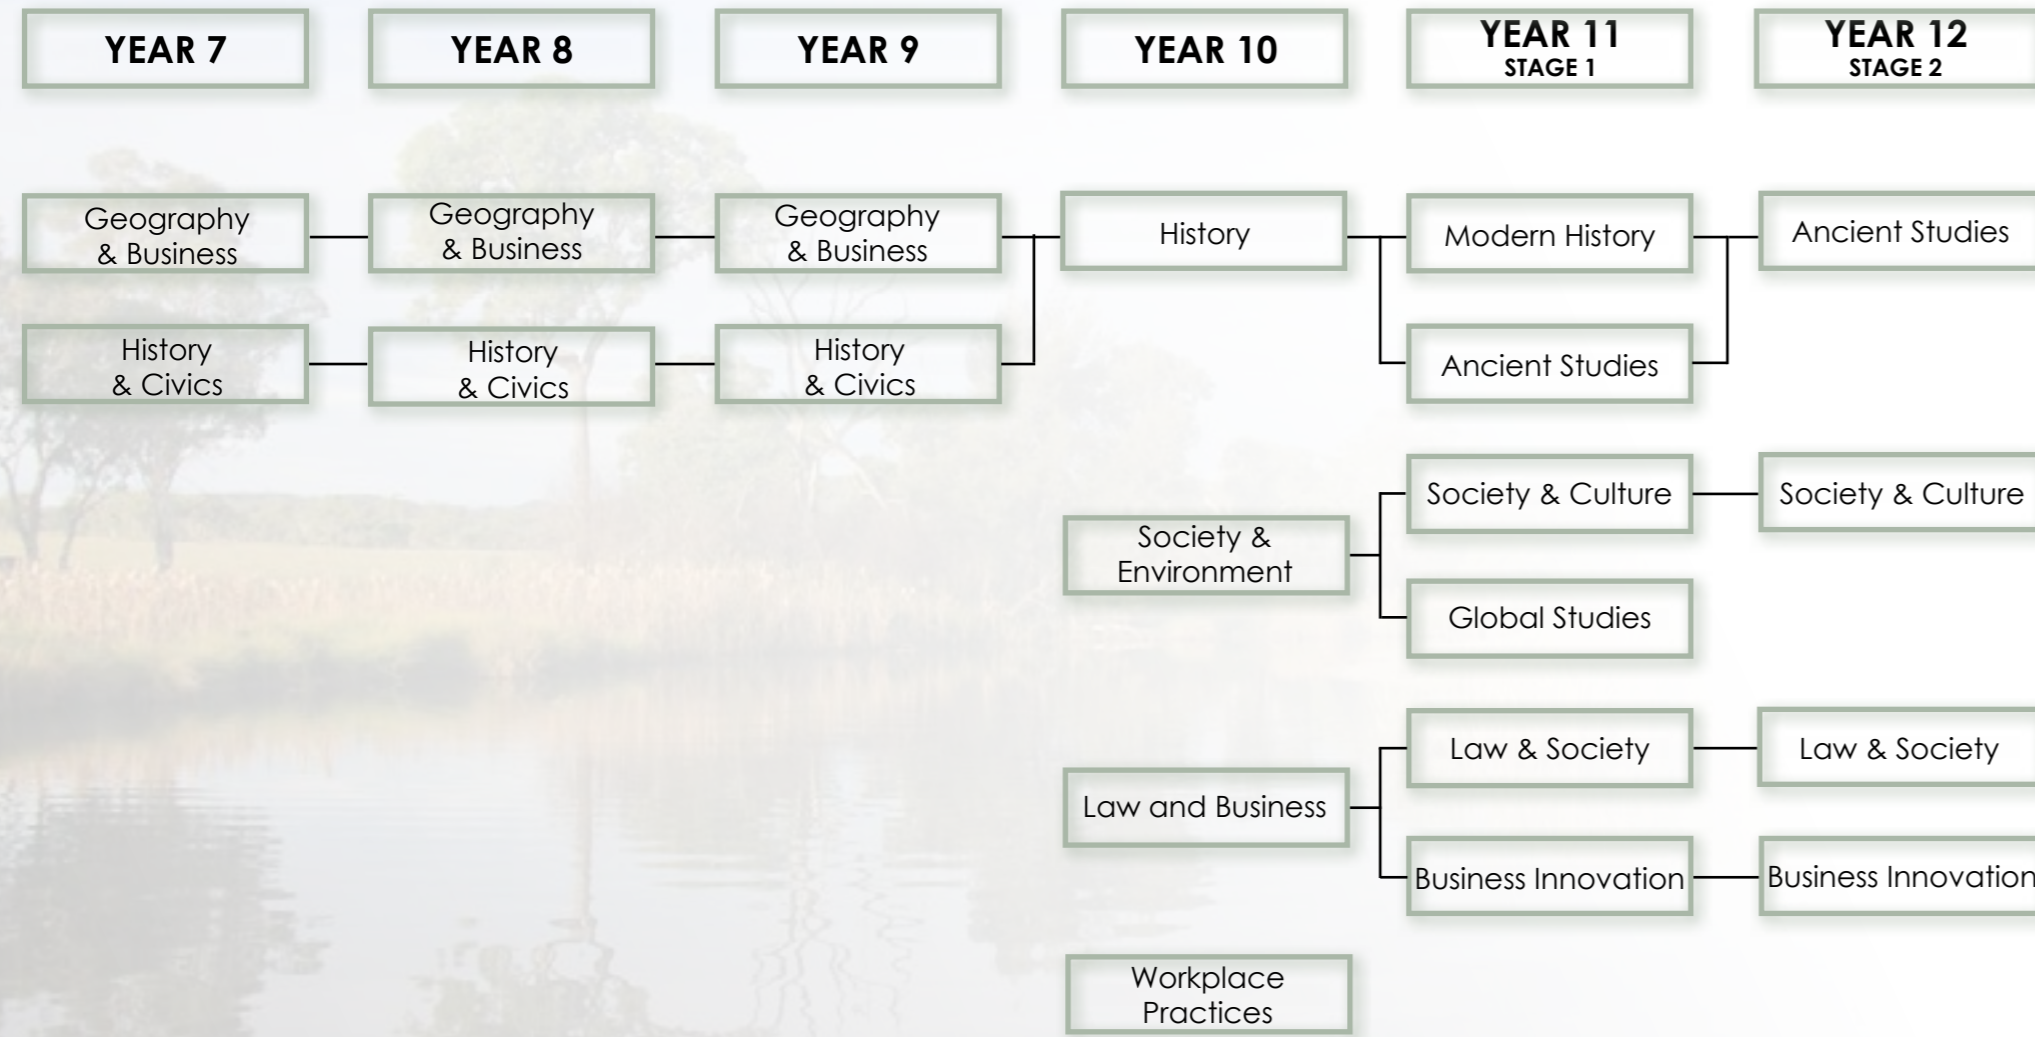 YEAR 7
YEAR 8
YEAR 9
YEAR 10
YEAR 11
STAGE 1
YEAR 12
STAGE 2
Geography
& Business
Geography
& Business
Geography
& Business
History
Modern History
Ancient Studies
History
& Civics
History
& Civics
History
& Civics
Ancient Studies
Society &
Environment
Society & Culture
Society & Culture
Global Studies
Law and Business
Law & Society
Law & Society
Business Innovation
Business Innovation
Workplace
Practices